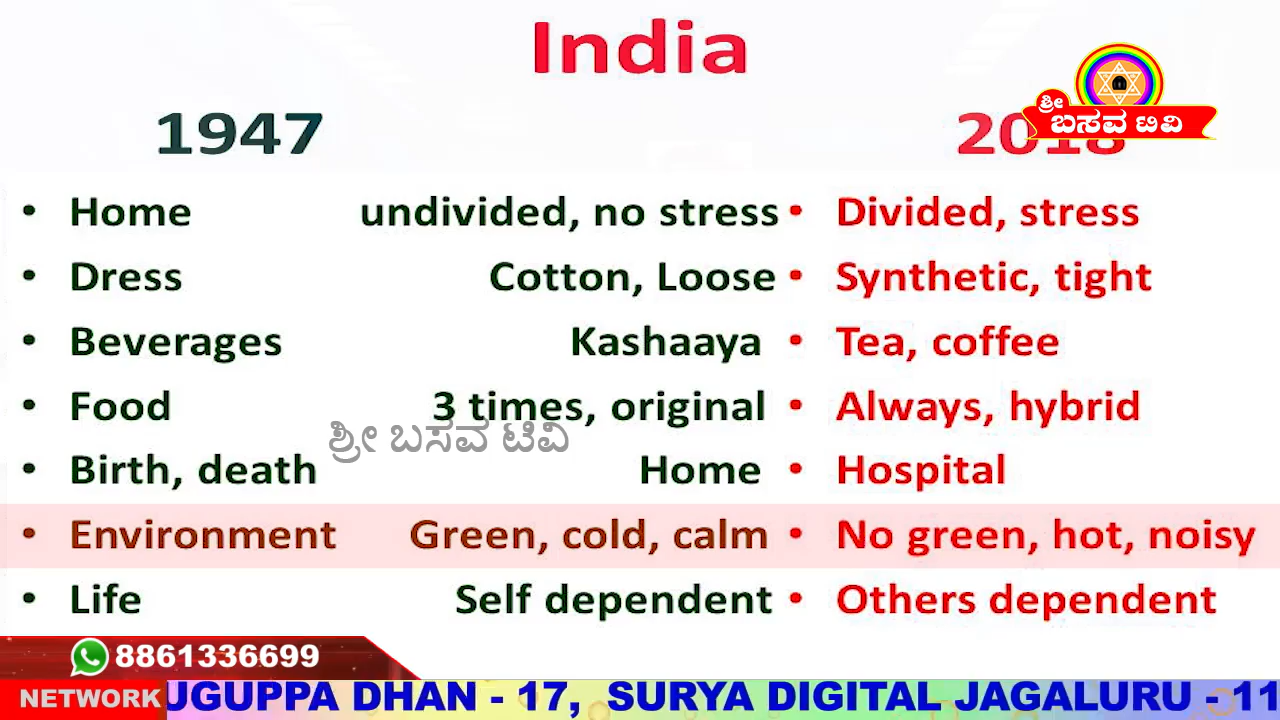 India
1947 2018
ಶ್ರೀ
ಬಸವ ಟಿವಿ
• Home undivided, no stress • Divided, stress
• Dress Cotton, Loose • Synthetic, tight
• Beverages Kashaaya • Tea, coffee
• Food 3 times, original • Always, hybrid
ಶ್ರೀ ಬಸವ ಟಿವಿ
• Birth, death Home • Hospital
• Environment Green, cold, calm • No green, hot, noisy
• Life Self dependent • Others dependent
8861336699
NETWORK UGUPPA DHAN - 17, SURYA DIGITAL JAGALURU - 11